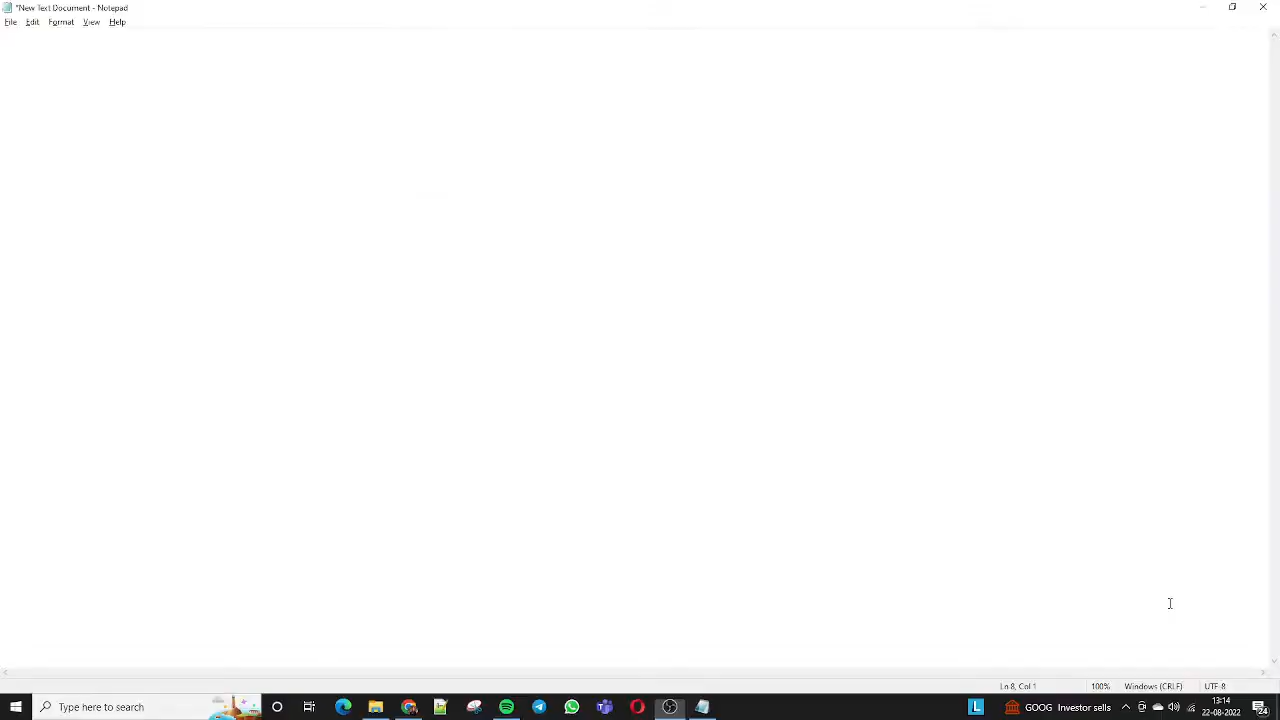 *New Text Document - Notepad
File Edit Format View Help
Ln 8, Col 1 100% Windows (CRLF) UTF-8
Type here to search
L
GOOG Investor sells
13:14
22-08-2022